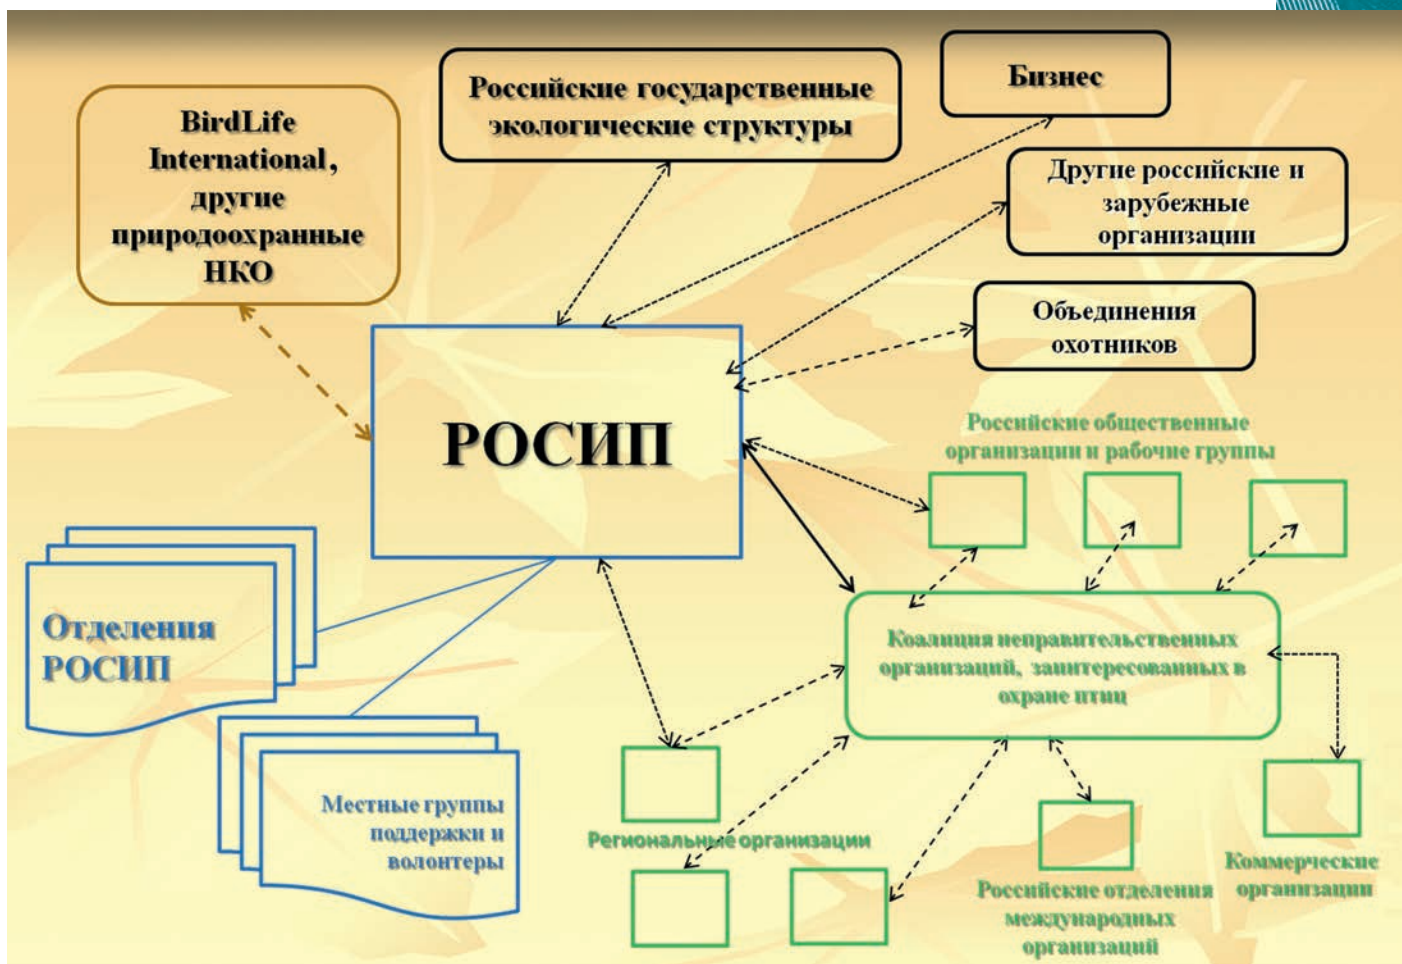 Российские государственные
экологические структуры
Бизнес
BirdLife
International,
другие
природоохранные
НКО
Другие российские и
зарубежные
организации
Объединения
охотников
РОСИП
Российские общественные
организации и рабочие группы
Отделения
РОСИП
Коалиция неправительственных
организаций, заинтересованных в
охране птиц
Местные группы
поддержки и
волонтеры
Региональные организации
Российские отделения
международных
организаций
Коммерческие
организации